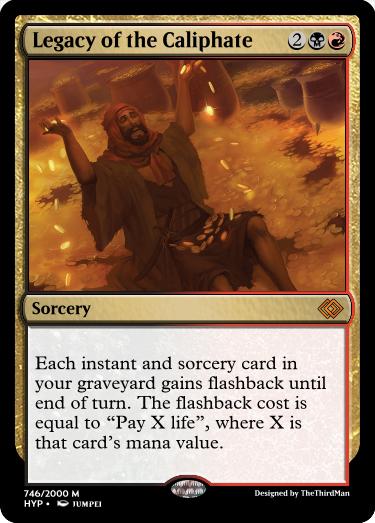 Legacy of the Caliphate 2
Sorcery
Each instant and sorcery card in
your graveyard gains flashback until
end of turn. The flashback cost is
equal to “Pay X life”, where X is
that card’s mana value.
746/2000 M
HYP • JUMPEI
Designed by TheThirdMan